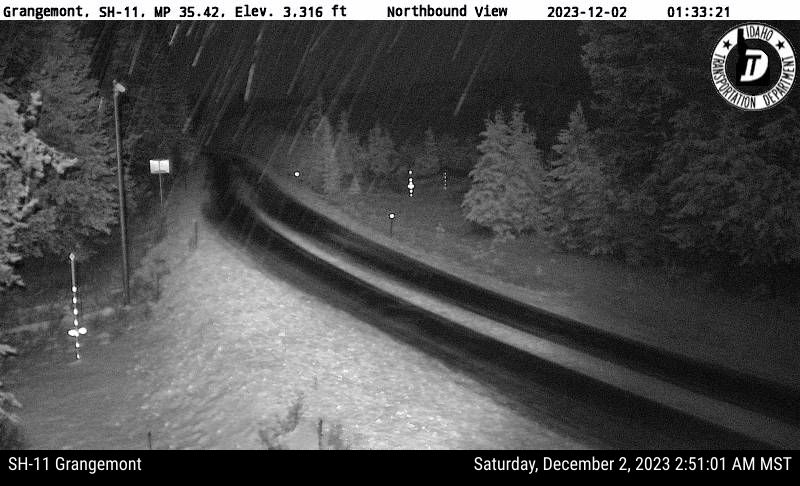 Grangemont, SH-11, MP 35.42, Elev. 3,316 ft Northbound View 2023-12-02 01:33:21
IDAHO
TRANSPORTATION DEPARTMENT
SH-11 Grangemont Saturday, December 2, 2023 2:51:01 AM MST